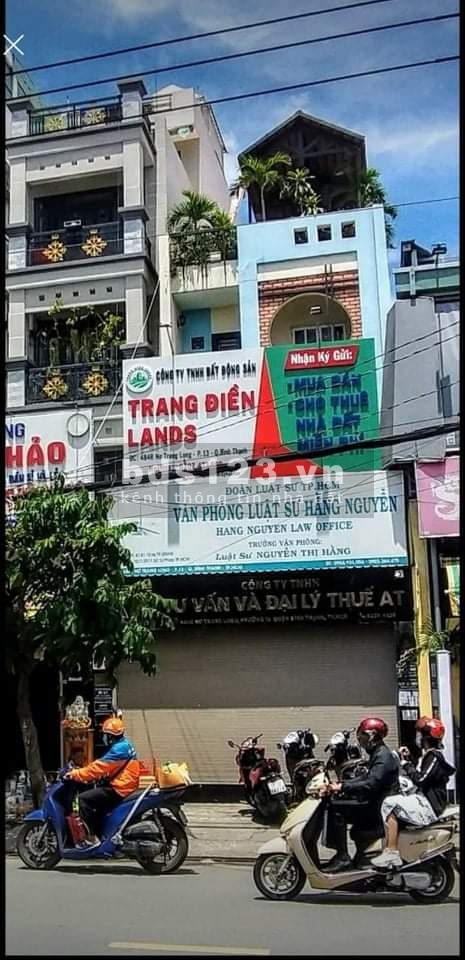 CÔNG TY TNHH BẤT ĐỘNG SẢN
TRANG ĐIỀN
LANDS
Nhận Ký Gửi:
MUA BÁN
CHO THUÊ
NHÀ ĐẤT
MIỄN PHÍ
NG
HẢO
bds123.vn
kênh thông tin nhà đất
ĐOÀN LUẬT SƯ TP.HCM
VĂN PHÒNG LUẬT SƯ HẰNG NGUYỄN
HANG NGUYEN LAW OFFICE
TRƯỞNG VĂN PHÒNG:
Luật Sư NGUYỄN THỊ HẰNG
CÔNG TY TNHH
TƯ VẤN VÀ ĐẠI LÝ THUẾ AT